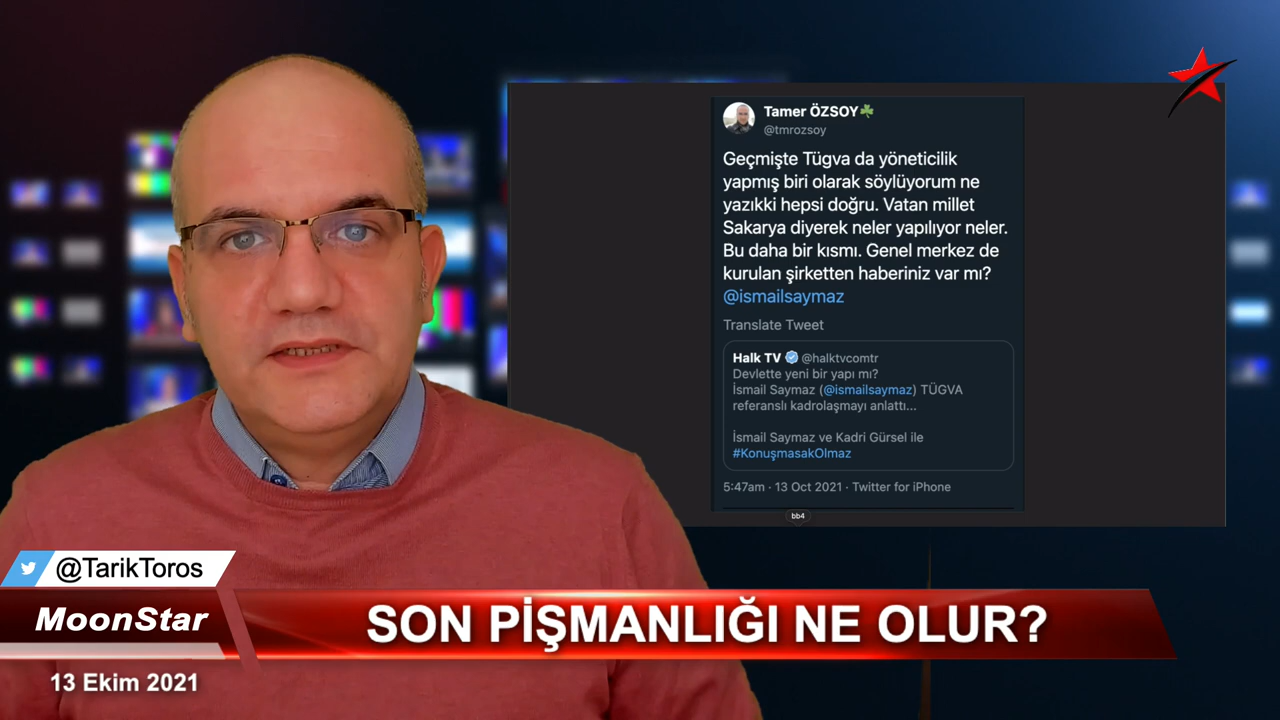 Tamer ÖZSOY☘️
@tmrozsoy
Geçmişte Tügva da yöneticilik
yapmış biri olarak söylüyorum ne
yazıkki hepsi doğru. Vatan millet
Sakarya diyerek neler yapılıyor neler.
Bu daha bir kısmı. Genel merkez de
kurulan şirketten haberiniz var mı?
@ismailsaymaz
Translate Tweet
Halk TV @halktvcomtr
Devlette yeni bir yapı mı?
İsmail Saymaz (@ismailsaymaz) TÜGVA
referanslı kadrolaşmayı anlattı...
İsmail Saymaz ve Kadri Gürsel ile
#KonuşmasakOlmaz
5:47am · 13 Oct 2021 · Twitter for iPhone
bb4
@TarikToros
MoonStar
SON PİŞMANLIĞI NE OLUR?
13 Ekim 2021